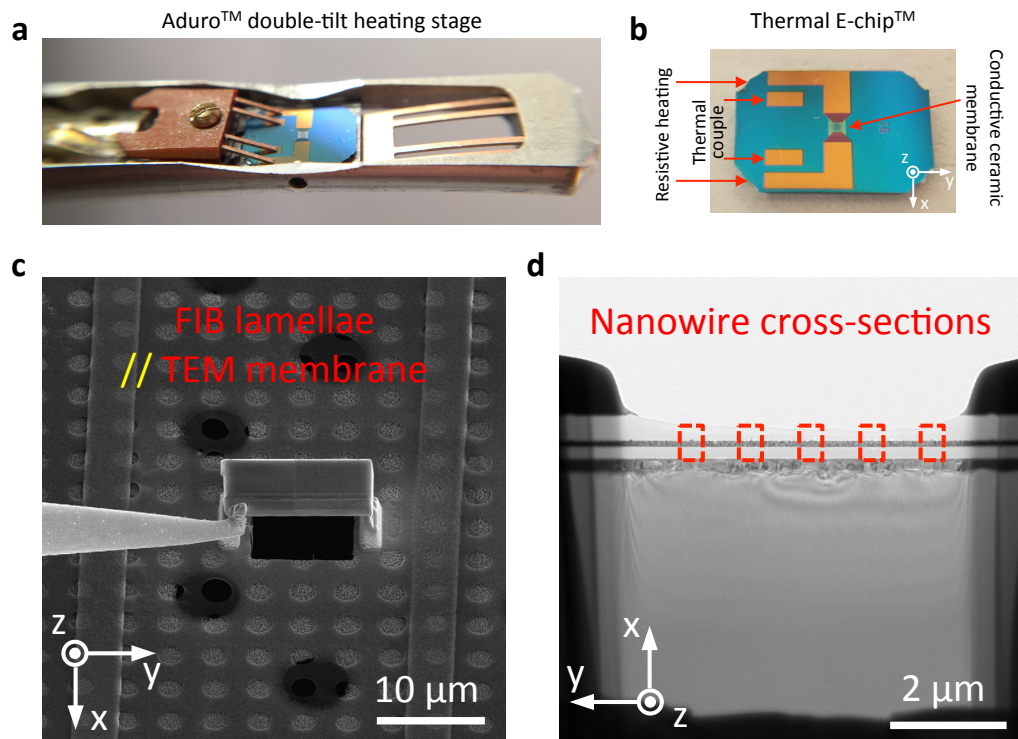 Aduro™ double-tilt heating stage
Thermal E-chip™
a
b
Resistive heating
Thermal
couple
Conductive ceramic
membrane
z
y
x
c
FIB lamellae
// TEM membrane
z
y
x
10 μm
d
Nanowire cross-sections
x
y
z
2 μm